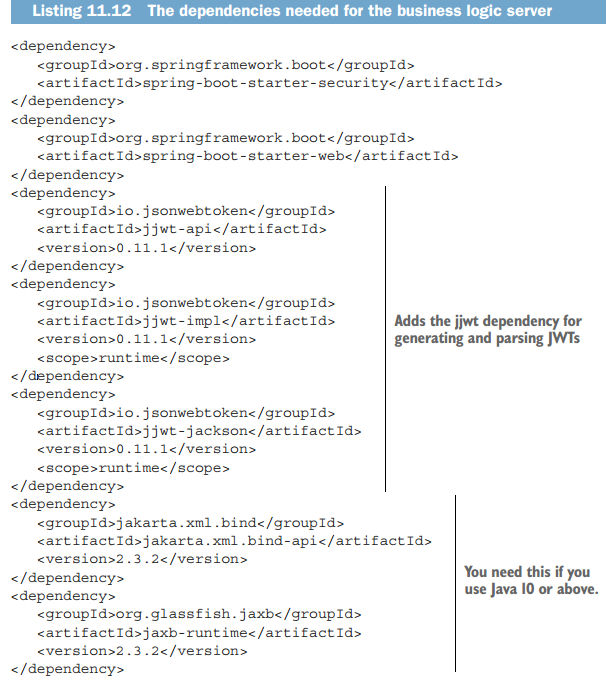 Listing 11.12 The dependencies needed for the business logic server
<dependency>
<groupId>org.springframework.boot</groupId>
<artifactId>spring-boot-starter-security</artifactId>
</dependency>
<dependency>
<groupId>org.springframework.boot</groupId>
<artifactId>spring-boot-starter-web</artifactId>
</dependency>
<dependency>
<groupId>io.jsonwebtoken</groupId>
<artifactId>jjwt-api</artifactId>
<version>0.11.1</version>
</dependency>
<dependency>
<groupId>io.jsonwebtoken</groupId>
<artifactId>jjwt-impl</artifactId>
<version>0.11.1</version>
<scope>runtime</scope>
</dependency>
<dependency>
<groupId>io.jsonwebtoken</groupId>
<artifactId>jjwt-jackson</artifactId>
<version>0.11.1</version>
<scope>runtime</scope>
</dependency>
Adds the jjwt dependency for
generating and parsing JWTs
<dependency>
<groupId>jakarta.xml.bind</groupId>
<artifactId>jakarta.xml.bind-api</artifactId>
<version>2.3.2</version>
</dependency>
<dependency>
<groupId>org.glassfish.jaxb</groupId>
<artifactId>jaxb-runtime</artifactId>
<version>2.3.2</version>
</dependency>
You need this if you
use Java 10 or above.